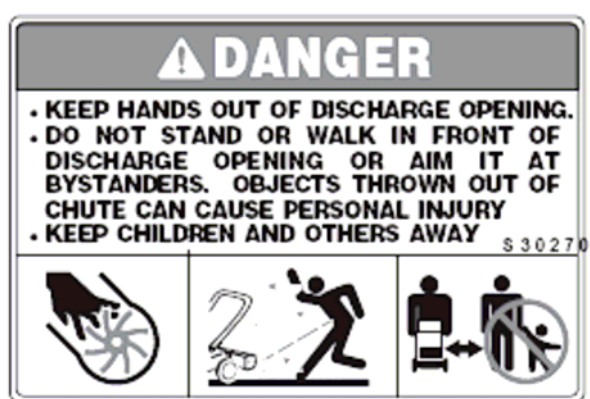 DANGER
• KEEP HANDS OUT OF DISCHARGE OPENING.
• DO NOT STAND OR WALK IN FRONT OF
DISCHARGE OPENING OR AIM IT AT
BYSTANDERS. OBJECTS THROWN OUT OF
CHUTE CAN CAUSE PERSONAL INJURY
• KEEP CHILDREN AND OTHERS AWAY
S30270